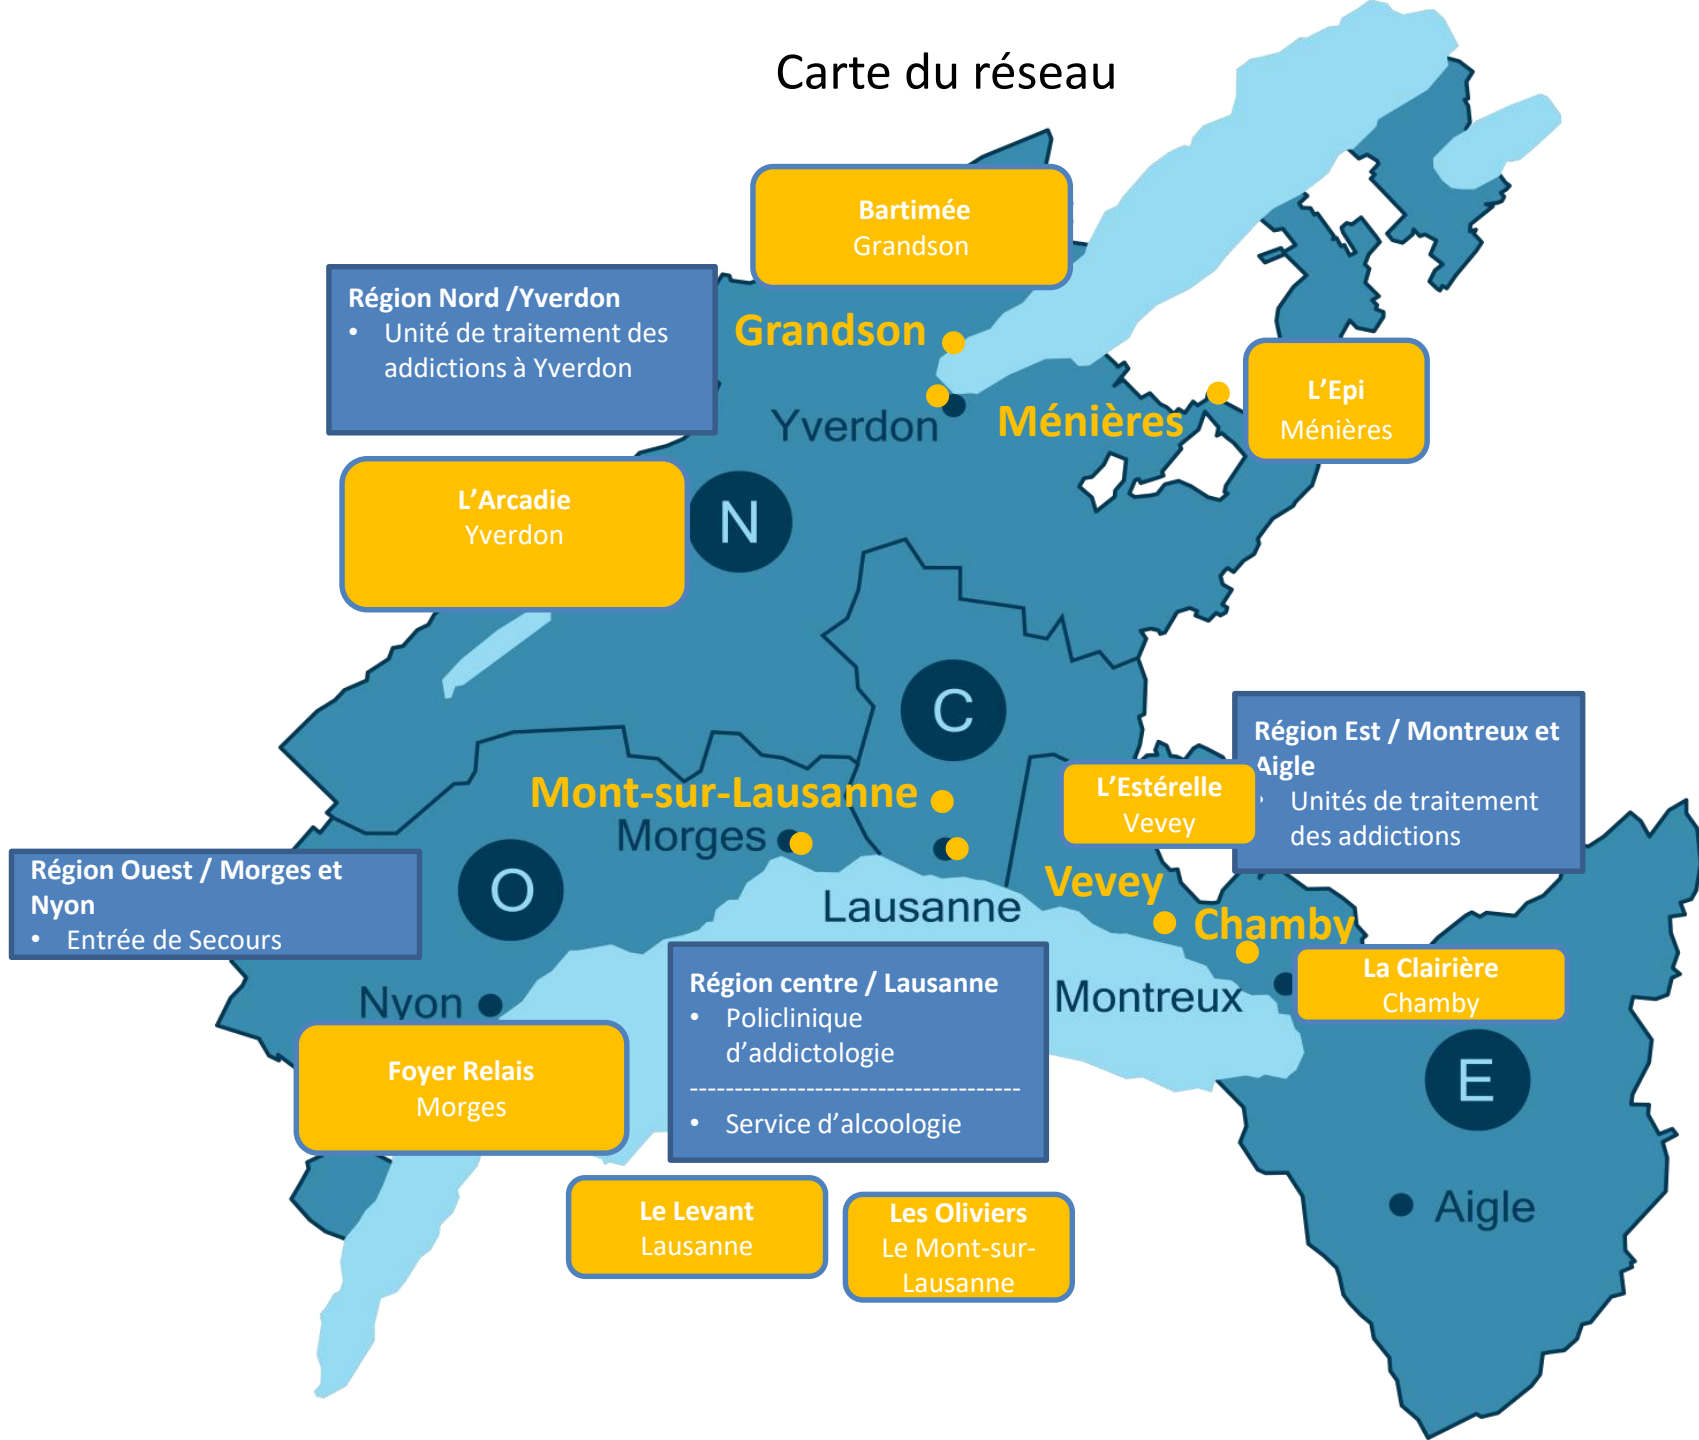 Carte du réseau
Bartimée
Grandson
Région Nord /Yverdon
• Unité de traitement des
addictions à Yverdon
Grandson
L’Epi
Ménières
Yverdon
Ménières
L’Arcadie
Yverdon
N
C
Région Est / Montreux et
Aigle
• Unités de traitement
des addictions
L’Estérelle
Vevey
Mont-sur-Lausanne
Morges
Région Ouest / Morges et
Nyon
• Entrée de Secours
O
Lausanne
Vevey
Chamby
La Clairière
Chamby
Nyon
Région centre / Lausanne
• Policlinique
d’addictologie
-------------------------------------
• Service d’alcoologie
Montreux
Foyer Relais
Morges
E
Aigle
Le Levant
Lausanne
Les Oliviers
Le Mont-sur-
Lausanne